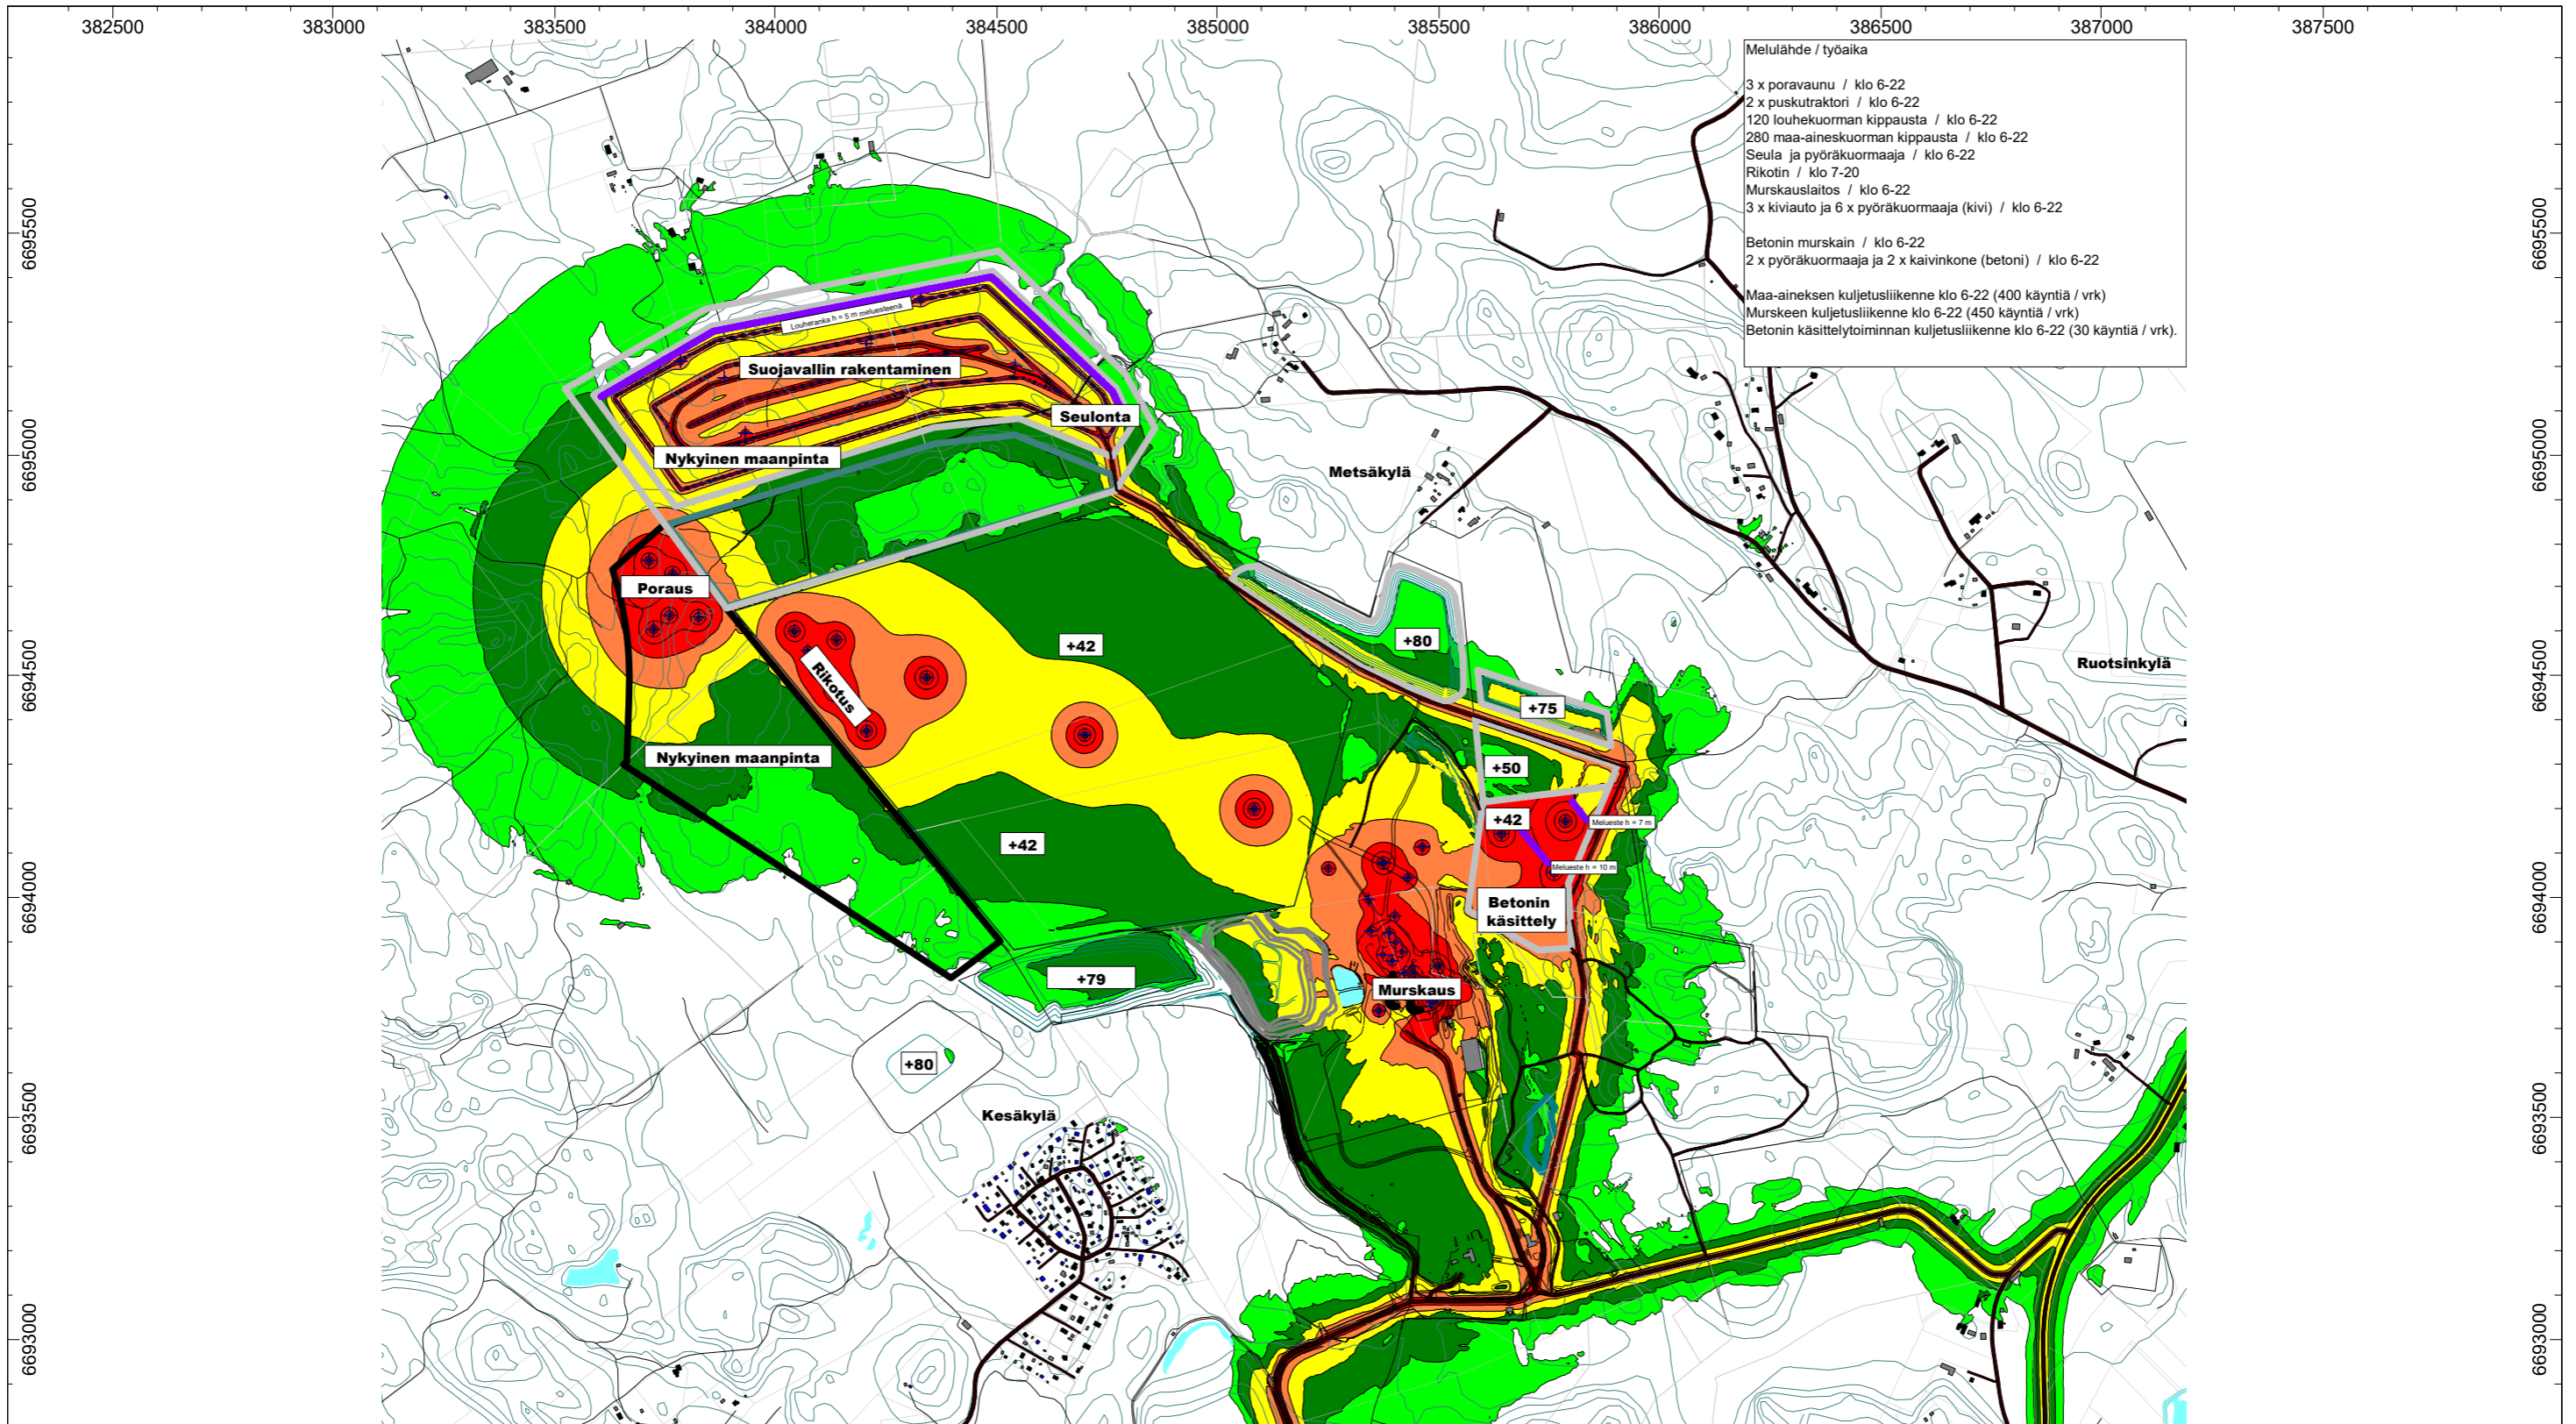 382500 383000 383500 384000 384500 385000 385500 386000 386500 387000 387500
Melulähde / työaika
3 x poravaunu / klo 6-22
2 x puskutraktori / klo 6-22
120 louhekuorman kippausta / klo 6-22
280 maa-aineskuorman kippausta / klo 6-22
Seula ja pyöräkuormaaja / klo 6-22
Rikotin / klo 7-20
Murskauslaitos / klo 6-22
3 x kiviauto ja 6 x pyöräkuormaaja (kivi) / klo 6-22
Betonin murskain / klo 6-22
2 x pyöräkuormaaja ja 2 x kaivinkone (betoni) / klo 6-22
Maa-aineksen kuljetusliikenne klo 6-22 (400 käyntiä / vrk)
Murskeen kuljetusliikenne klo 6-22 (450 käyntiä / vrk)
Betonin käsittelytoiminnan kuljetusliikenne klo 6-22 (30 käyntiä / vrk).
6695500
6695500
Louheranka h = 5 m meluesteenä
Suojavallin rakentaminen
Seulonta
6695000
Nykyinen maanpinta
Metsäkylä
6695000
Poraus
+42
+80
6694500
Rikotus
Ruotsinkylä
6694500
+75
Nykyinen maanpinta
+50
+42
Melueste h = 7 m
+42
Melueste h = 10 m
6694000
Betonin
käsittely
6694000
+79
Murskaus
+80
6693500
Kesäkylä
6693500
6693000
6693000